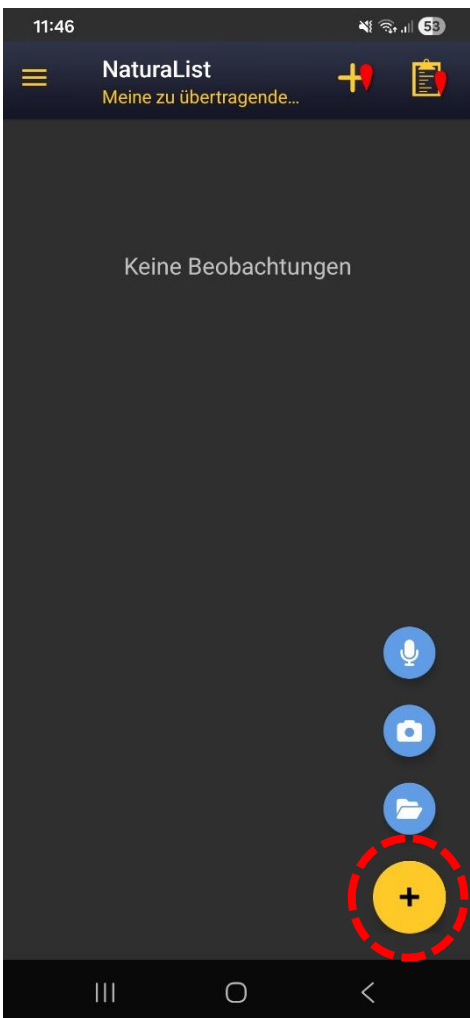 11:46
53
NaturaList
Meine zu übertragende...
Keine Beobachtungen